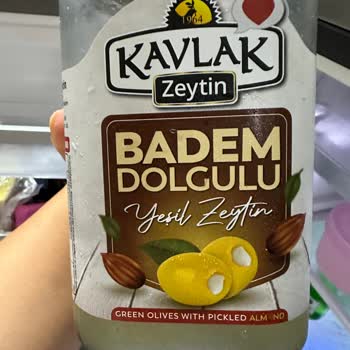 1964
KAVLAK
Zeytin
BADEM
DOLGULU
Yeşil Zeytin
GREEN OLIVES WITH PICKLED ALMOND